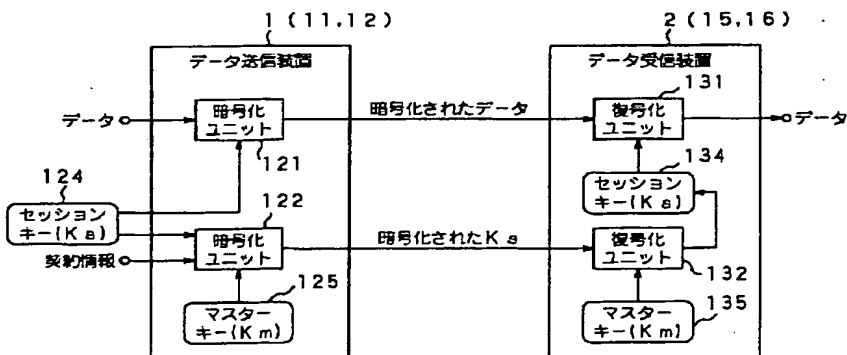 1 (11,12)
2 (15,16)
データ送信装置
データ受信装置
131
データ
暗号化
ユニット
暗号化されたデータ
復号化
ユニット
データ
121
134
124
セッション
キー(Ks)
122
セッション
キー(Ks)
暗号化
ユニット
暗号化されたKs
復号化
ユニット
契約情報
132
125
135
マスター
キー(Km)
マスター
キー(Km)